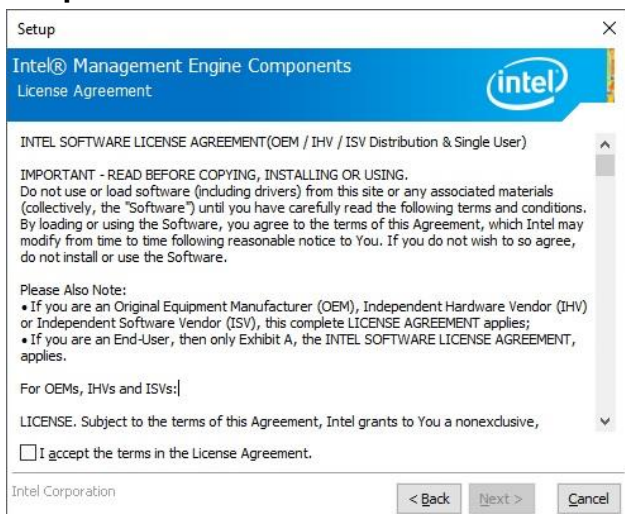 Setup
Intel® Management Engine Components
License Agreement
intel
INTEL SOFTWARE LICENSE AGREEMENT(OEM / IHV / ISV Distribution & Single User)
IMPORTANT - READ BEFORE COPYING, INSTALLING OR USING.
Do not use or load software (including drivers) from this site or any associated materials
(collectively, the "Software") until you have carefully read the following terms and conditions.
By loading or using the Software, you agree to the terms of this Agreement, which Intel may
modify from time to time following reasonable notice to You. If you do not wish to so agree,
do not install or use the Software.
Please Also Note:
• If you are an Original Equipment Manufacturer (OEM), Independent Hardware Vendor (IHV)
or Independent Software Vendor (ISV), this complete LICENSE AGREEMENT applies;
• If you are an End-User, then only Exhibit A, the INTEL SOFTWARE LICENSE AGREEMENT,
applies.
For OEMs, IHVs and ISVs:
LICENSE. Subject to the terms of this Agreement, Intel grants to You a nonexclusive,
I accept the terms in the License Agreement.
Intel Corporation
< Back
Next >
Cancel